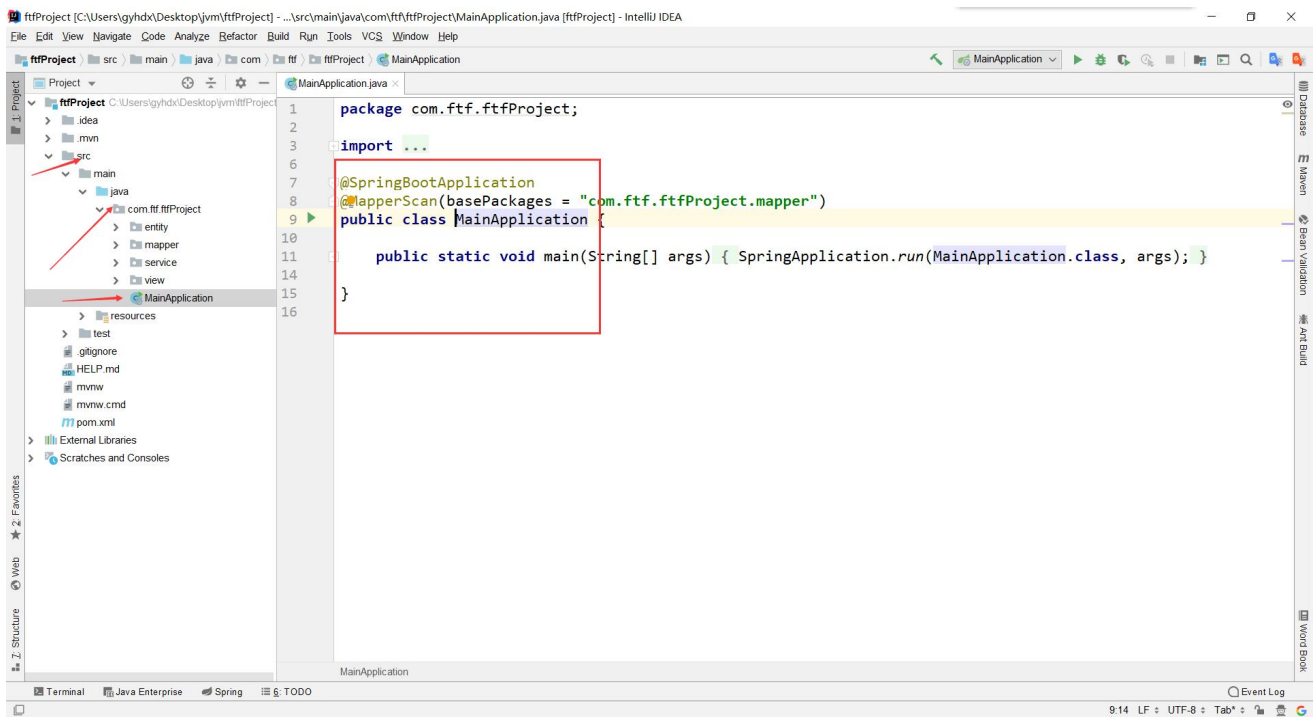 ftfProject [C:\Users\gyhdx\Desktop\jvm\ftfProject] - ...\src\main\java\com\ftf\ftfProject\MainApplication.java [ftfProject] - IntelliJ IDEA
File Edit View Navigate Code Analyze Refactor Build Run Tools VCS Window Help
ftfProject src main java com ftf ftfProject MainApplication
MainApplication
1: Project
Project
ftfProject C:\Users\gyhdx\Desktop\jvm\ftfProject
.idea
.mvn
src
main
java
com.ftf.ftfProject
entity
mapper
service
view
MainApplication
resources
test
.gitignore
HELP.md
mvnw
mvnw.cmd
pom.xml
External Libraries
Scratches and Consoles
MainApplication.java
1 package com.ftf.ftfProject;
2
3 import ...
6
7 @SpringBootApplication
8 @MapperScan(basePackages = "com.ftf.ftfProject.mapper")
9 public class MainApplication {
10
11 public static void main(String[] args) { SpringApplication.run(MainApplication.class, args); }
14
15 }
16
MainApplication
Database
Maven
Bean Validation
Ant Build
Word Book
2: Favorites
Web
7: Structure
Terminal Java Enterprise Spring 6: TODO
Event Log
9:14 LF UTF-8 Tab*